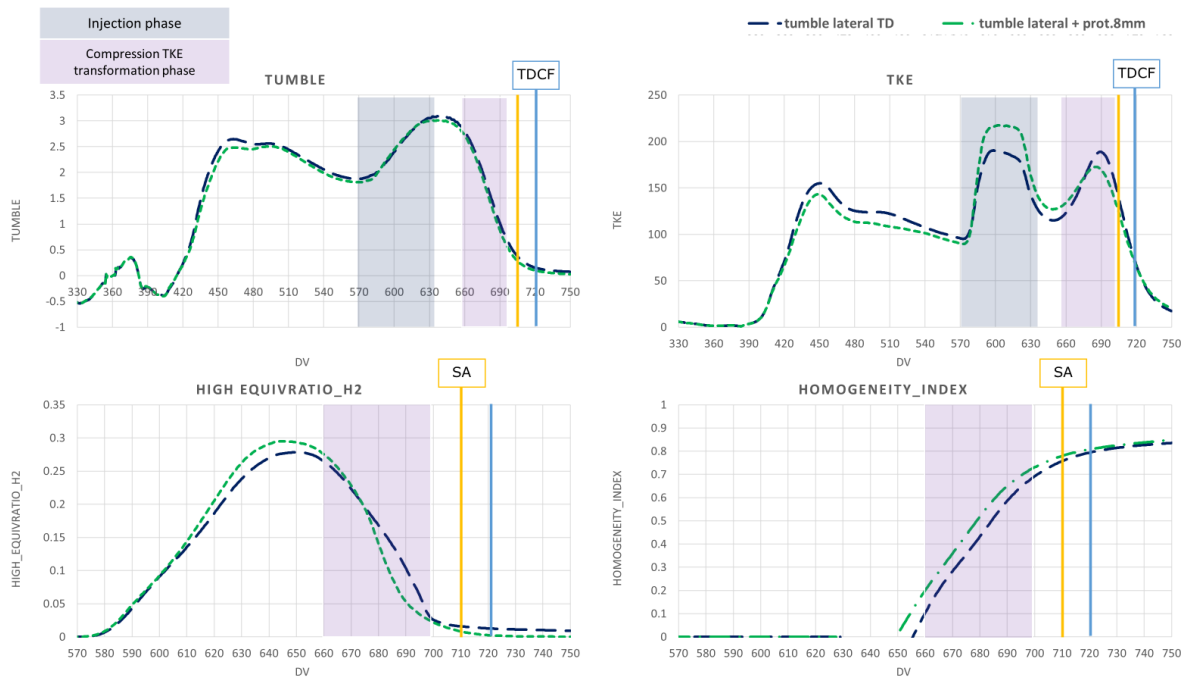 Injection phase
Compression TKE
transformation phase
tumble lateral TD
tumble lateral + prot.8mm
TUMBLE
TDCF
3.5
3
2.5
2
1.5
1
0.5
0
-0.5
-1
330 360 390 420 450 480 510 540 570 600 630 660 690 720 750
TUMBLE
DV
TKE
TDCF
250
200
150
100
50
0
330 360 390 420 450 480 510 540 570 600 630 660 690 720 750
TKE
DV
HIGH EQUIVRATIO_H2
SA
0.35
0.3
0.25
0.2
0.15
0.1
0.05
0
570 580 590 600 610 620 630 640 650 660 670 680 690 700 710 720 730 740 750
HIGH_EQUIVRATIO_H2
DV
HOMOGENEITY_INDEX
SA
1
0.9
0.8
0.7
0.6
0.5
0.4
0.3
0.2
0.1
0
570 580 590 600 610 620 630 640 650 660 670 680 690 700 710 720 730 740 750
HOMOGENEITY_INDEX
DV